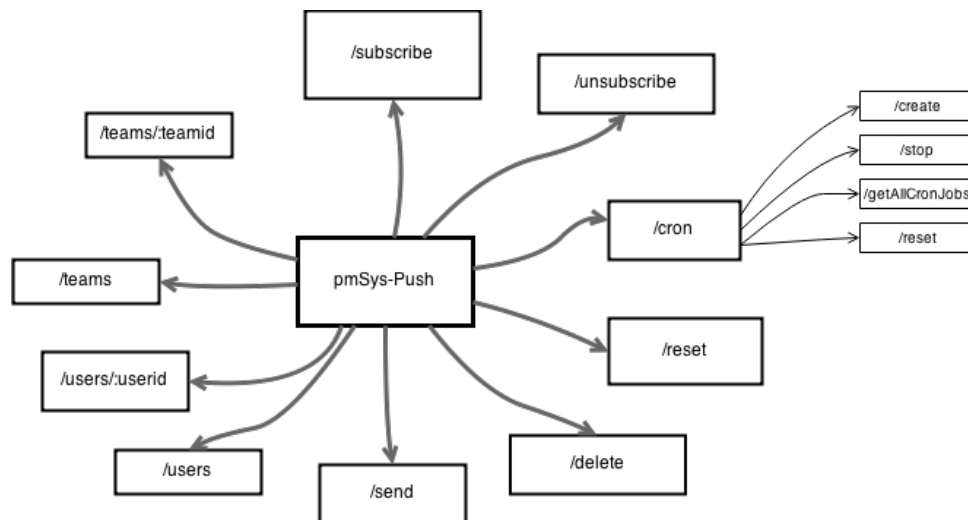 /subscribe
/unsubscribe
/create
/teams/:teamid
/stop
/getAllCronJobs
/cron
/reset
/teams
pmSys-Push
/reset
/users/:userid
/users
/send
/delete